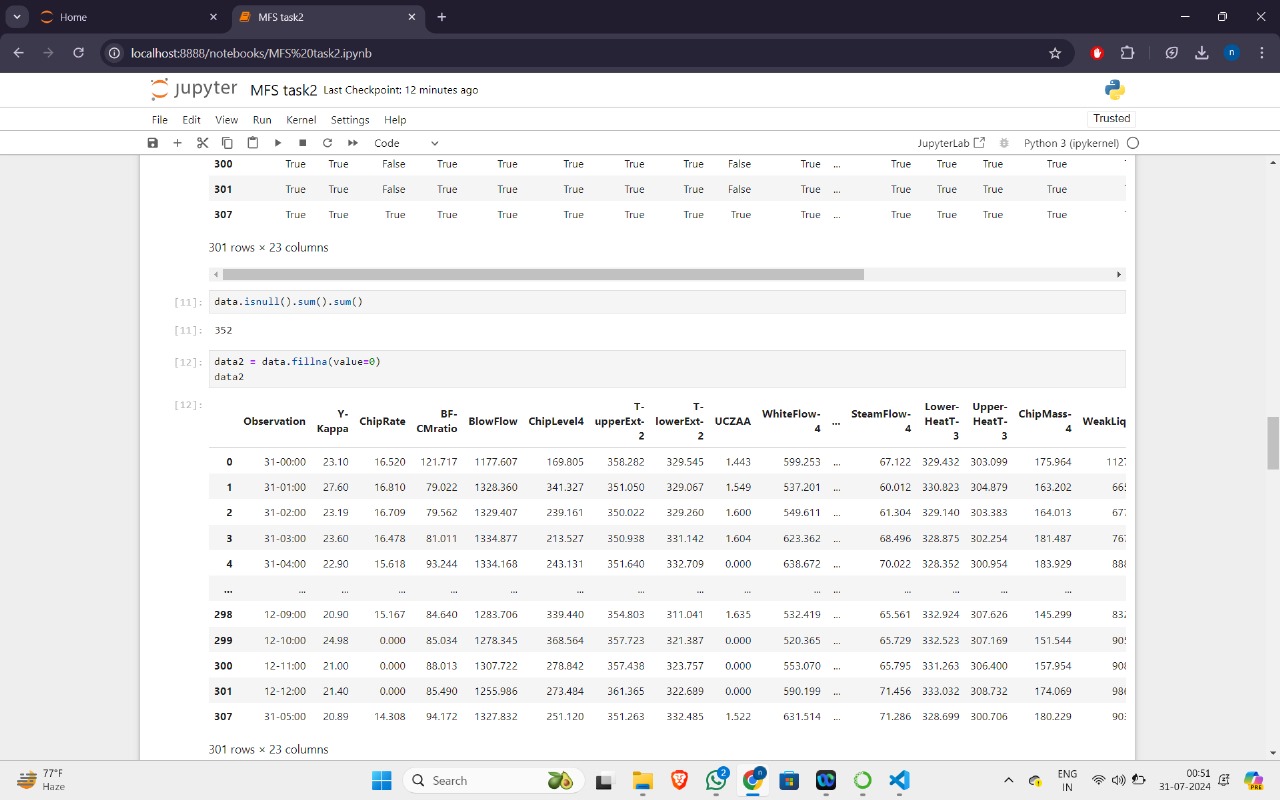 Home
MFS task2
localhost:8888/notebooks/MFS%20task2.ipynb
n
jupyter MFS task2 Last Checkpoint: 12 minutes ago
File Edit View Run Kernel Settings Help
Trusted
Code
JupyterLab Python 3 (ipykernel)
300 True True False True True True True True False True ... True True True True
301 True True False True True True True True False True ... True True True True
307 True True True True True True True True True True ... True True True True
301 rows × 23 columns
[11]: data.isnull().sum().sum()
[11]: 352
[12]: data2 = data.fillna(value=0)
data2
[12]:
Observation Y-Kappa ChipRate BF-CMratio BlowFlow ChipLevel4 T-upperExt-2 T-lowerExt-2 UCZAA WhiteFlow-4 ... SteamFlow-4 Lower-HeatT-3 Upper-HeatT-3 ChipMass-4 WeakLiq
0 31-00:00 23.10 16.520 121.717 1177.607 169.805 358.282 329.545 1.443 599.253 ... 67.122 329.432 303.099 175.964 1127
1 31-01:00 27.60 16.810 79.022 1328.360 341.327 351.050 329.067 1.549 537.201 ... 60.012 330.823 304.879 163.202 665
2 31-02:00 23.19 16.709 79.562 1329.407 239.161 350.022 329.260 1.600 549.611 ... 61.304 329.140 303.383 164.013 677
3 31-03:00 23.60 16.478 81.011 1334.877 213.527 350.938 331.142 1.604 623.362 ... 68.496 328.875 302.254 181.487 767
4 31-04:00 22.90 15.618 93.244 1334.168 243.131 351.640 332.709 0.000 638.672 ... 70.022 328.352 300.954 183.929 888
... ... ... ... ... ... ... ... ... ... ... ... ... ... ... ...
298 12-09:00 20.90 15.167 84.640 1283.706 339.440 354.803 311.041 1.635 532.419 ... 65.561 332.924 307.626 145.299 832
299 12-10:00 24.98 0.000 85.034 1278.345 368.564 357.723 321.387 0.000 520.365 ... 65.729 332.523 307.169 151.544 905
300 12-11:00 21.00 0.000 88.013 1307.722 278.842 357.438 323.757 0.000 553.070 ... 65.795 331.263 306.400 157.954 908
301 12-12:00 21.40 0.000 85.490 1255.986 273.484 361.365 322.689 0.000 590.199 ... 71.456 333.032 308.732 174.069 986
307 31-05:00 20.89 14.308 94.172 1327.832 251.120 351.263 332.485 1.522 631.514 ... 71.286 328.699 300.706 180.229 903
301 rows × 23 columns
77°F
Haze
Search
2
n
ENG
IN
00:51
31-07-2024
PRE